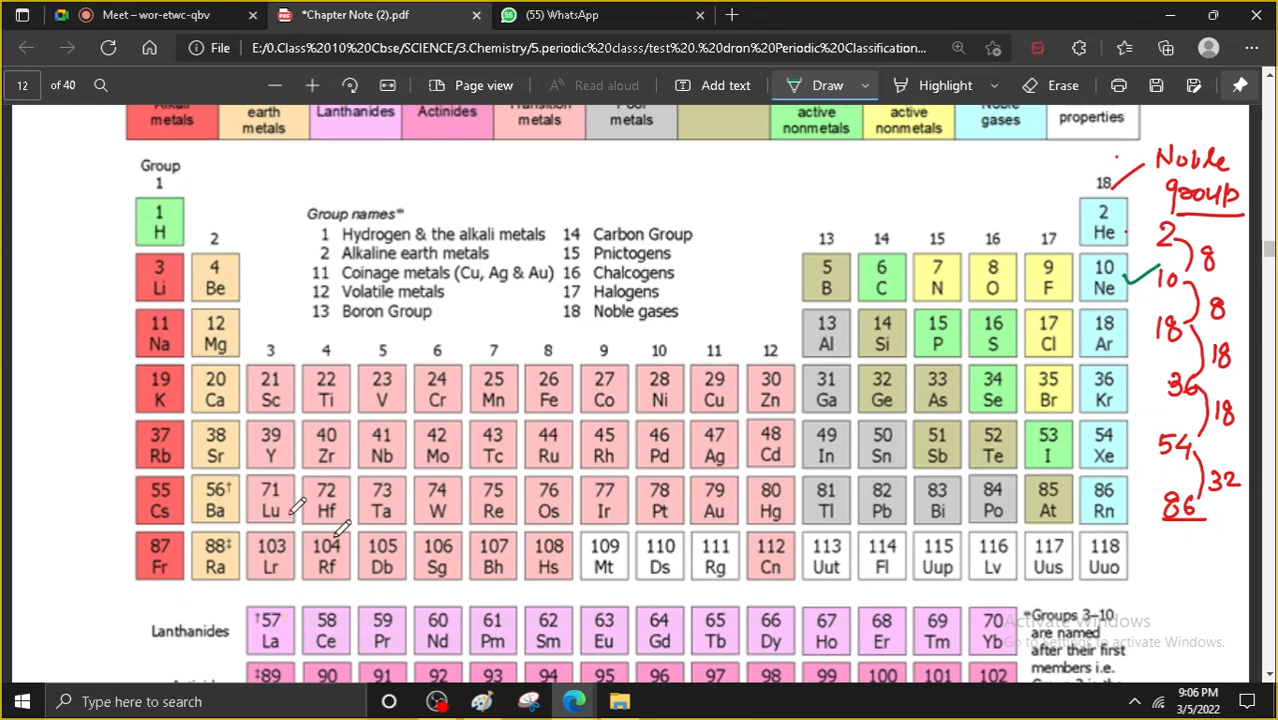 Meet – wor-etwc-qbv
*Chapter Note (2).pdf
(55) WhatsApp
File E:/0.Class%2010%20Cbse/SCIENCE/3.Chemistry/5.periodic%20classs/test%20.%20dron%20Periodic%20Classification...
12 of 40
Page view
Read aloud
Add text
Draw
Highlight
Erase
metals
earth metals
Lanthanides
Actinides
metals
metals
active nonmetals
active nonmetals
gases
properties
Group
1
18
Noble
group
1 H
2
2 He
Group names*
1 Hydrogen & the alkali metals
2 Alkaline earth metals
11 Coinage metals (Cu, Ag & Au)
12 Volatile metals
13 Boron Group
14 Carbon Group
15 Pnictogens
16 Chalcogens
17 Halogens
18 Noble gases
13 14 15 16 17
3 Li 4 Be 5 B 6 C 7 N 8 O 9 F 10 Ne
11 Na 12 Mg 13 Al 14 Si 15 P 16 S 17 Cl 18 Ar
3 4 5 6 7 8 9 10 11 12
19 K 20 Ca 21 Sc 22 Ti 23 V 24 Cr 25 Mn 26 Fe 27 Co 28 Ni 29 Cu 30 Zn 31 Ga 32 Ge 33 As 34 Se 35 Br 36 Kr
37 Rb 38 Sr 39 Y 40 Zr 41 Nb 42 Mo 43 Tc 44 Ru 45 Rh 46 Pd 47 Ag 48 Cd 49 In 50 Sn 51 Sb 52 Te 53 I 54 Xe
55 Cs 56† Ba 71 Lu 72 Hf 73 Ta 74 W 75 Re 76 Os 77 Ir 78 Pt 79 Au 80 Hg 81 Tl 82 Pb 83 Bi 84 Po 85 At 86 Rn
87 Fr 88‡ Ra 103 Lr 104 Rf 105 Db 106 Sg 107 Bh 108 Hs 109 Mt 110 Ds 111 Rg 112 Cn 113 Uut 114 Fl 115 Uup 116 Lv 117 Uus 118 Uuo
2
8
10
8
18
18
36
18
54
32
86
Lanthanides
†57 La 58 Ce 59 Pr 60 Nd 61 Pm 62 Sm 63 Eu 64 Gd 65 Tb 66 Dy 67 Ho 68 Er 69 Tm 70 Yb
‡89 90 91 92 93 94 95 96 97 98 99 100 101 102
*Groups 3–10
are named
after their first
members i.e.
Activate Windows
Go to Settings to activate Windows.
Type here to search
9:06 PM
3/5/2022